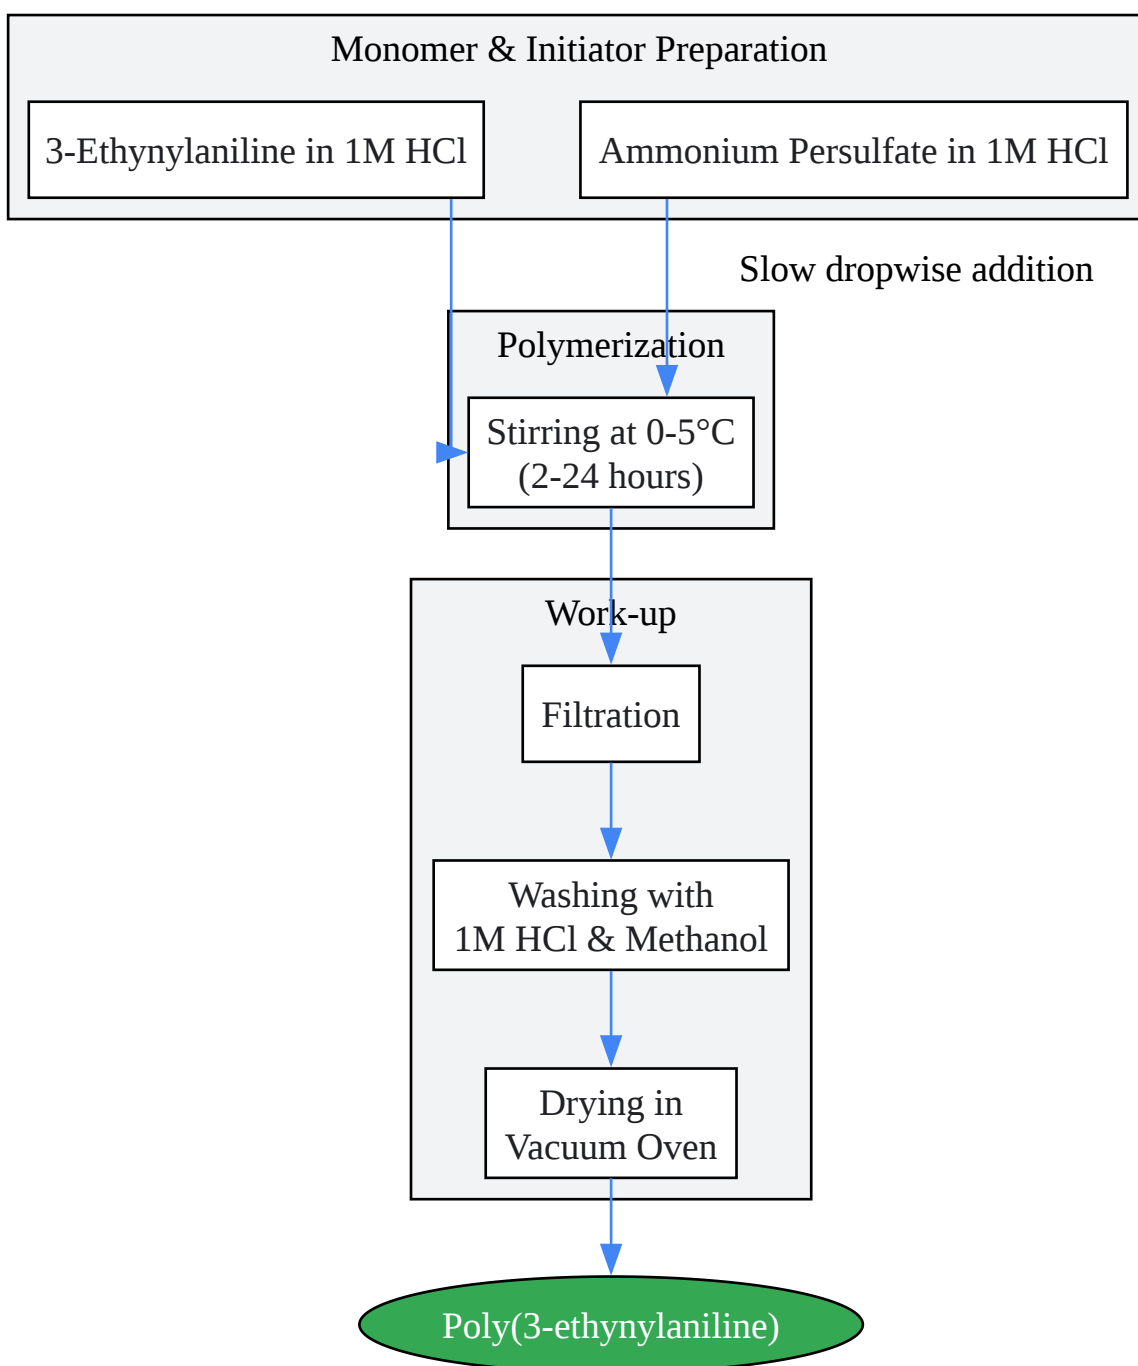 Monomer & Initiator Preparation
3-Ethynylaniline in 1M HCl
Ammonium Persulfate in 1M HCl
Slow dropwise addition
Polymerization
Stirring at 0-5°C
(2-24 hours)
Work-up
Filtration
Washing with
1M HCl & Methanol
Drying in
Vacuum Oven
Poly(3-ethynylaniline)